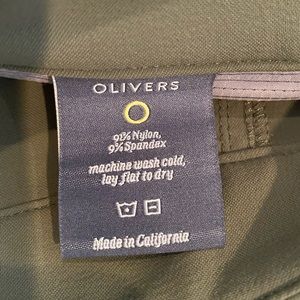 OLIVERS
91% Nylon,
9% Spandex
machine wash cold,
lay flat to dry
Made in California